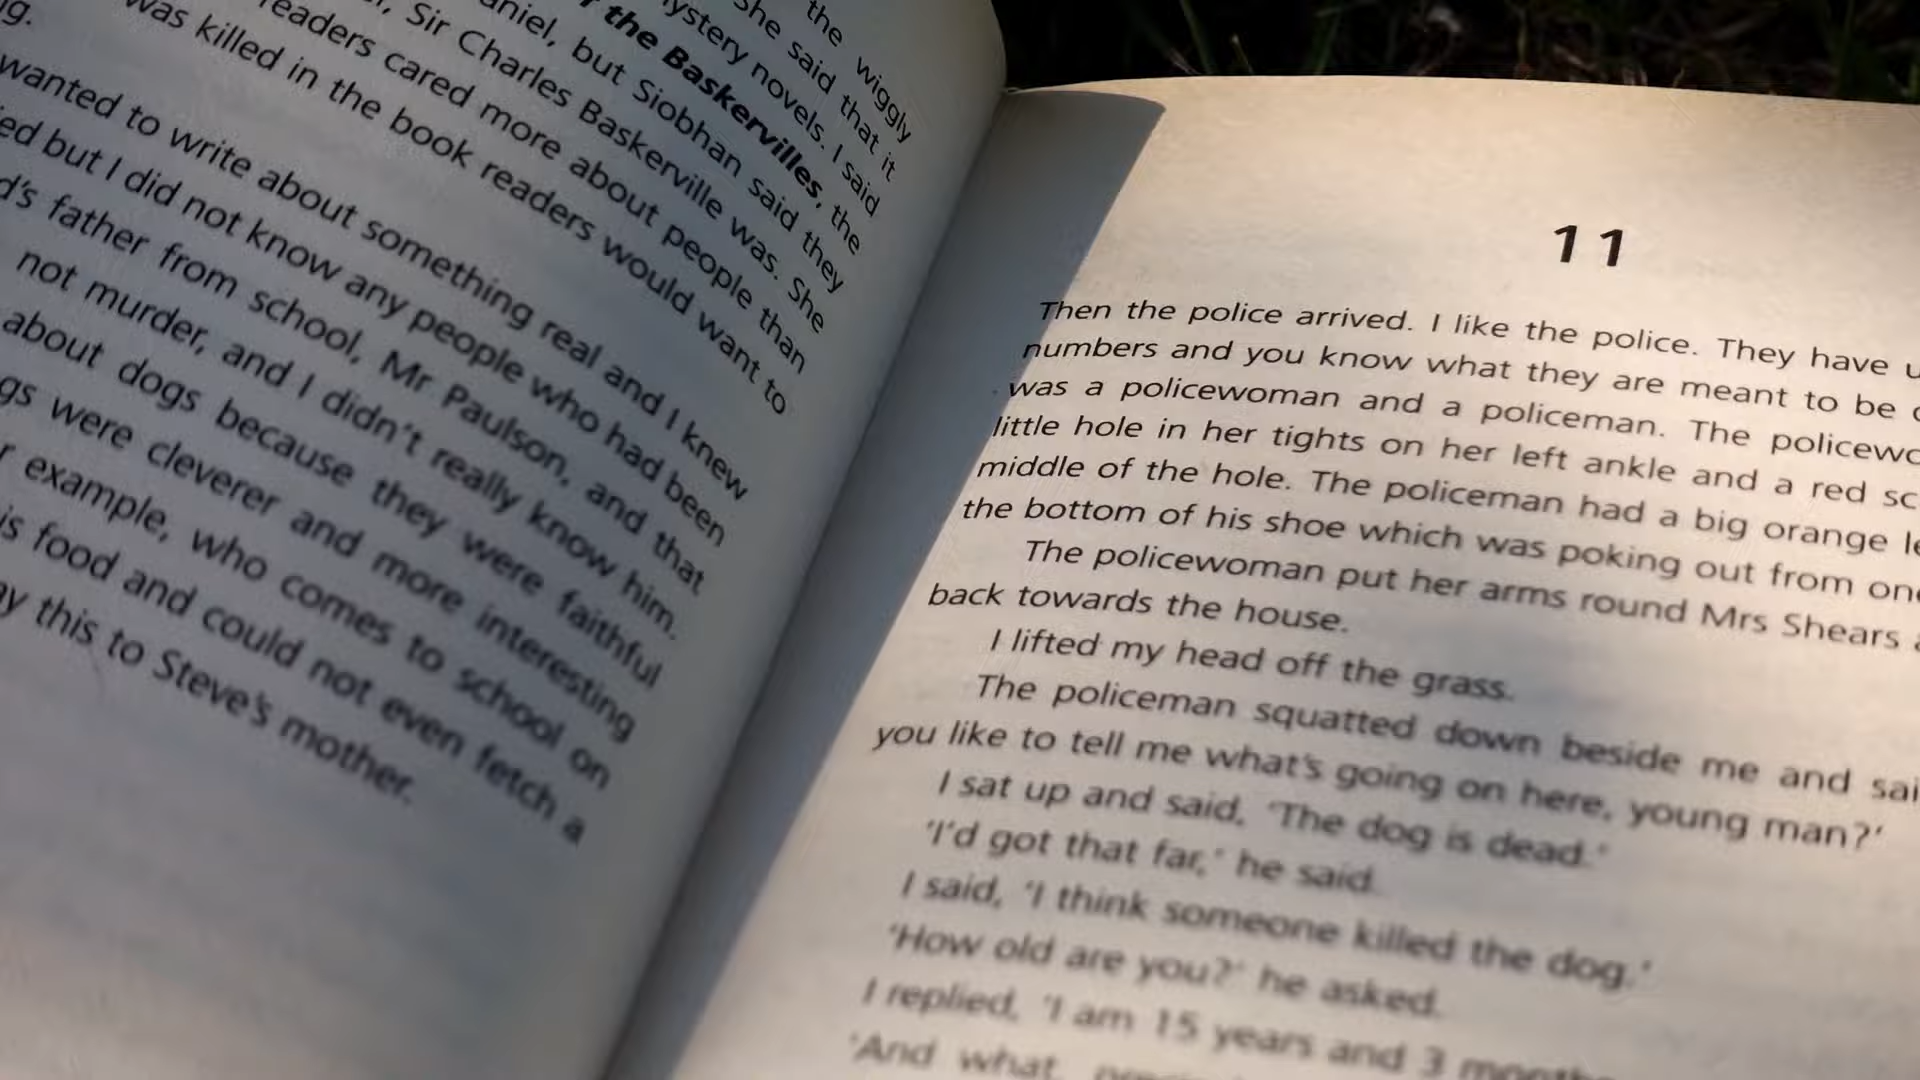 the wiggly
She said that it
mystery novels. I said
the Baskervilles, the
but Siobhan said they
Sir Charles Baskerville was. She
readers cared more about people than
was killed in the book readers would want to
wanted to write about something real and I knew
but I did not know any people who had been
father from school, Mr Paulson, and that
not murder, and I didn't really know him.
about dogs because they were faithful
were cleverer and more interesting
example, who comes to school on
food and could not even fetch a
this to Steve's mother.
11
Then the police arrived. I like the police. They have
numbers and you know what they are meant to be
was a policewoman and a policeman. The
little hole in her tights on her left ankle and a red
middle of the hole. The policeman had a big orange
the bottom of his shoe which was poking out from
The policewoman put her arms round Mrs Shears
back towards the house.
I lifted my head off the grass.
The policeman squatted down beside me and
you like to tell me what's going on here, young man?'
I sat up and said, 'The dog is dead.'
'I'd got that far,' he said.
I said, 'I think someone killed the dog.'
'How old are you?' he asked.
I replied, 'I am 15 years and 3
'And what